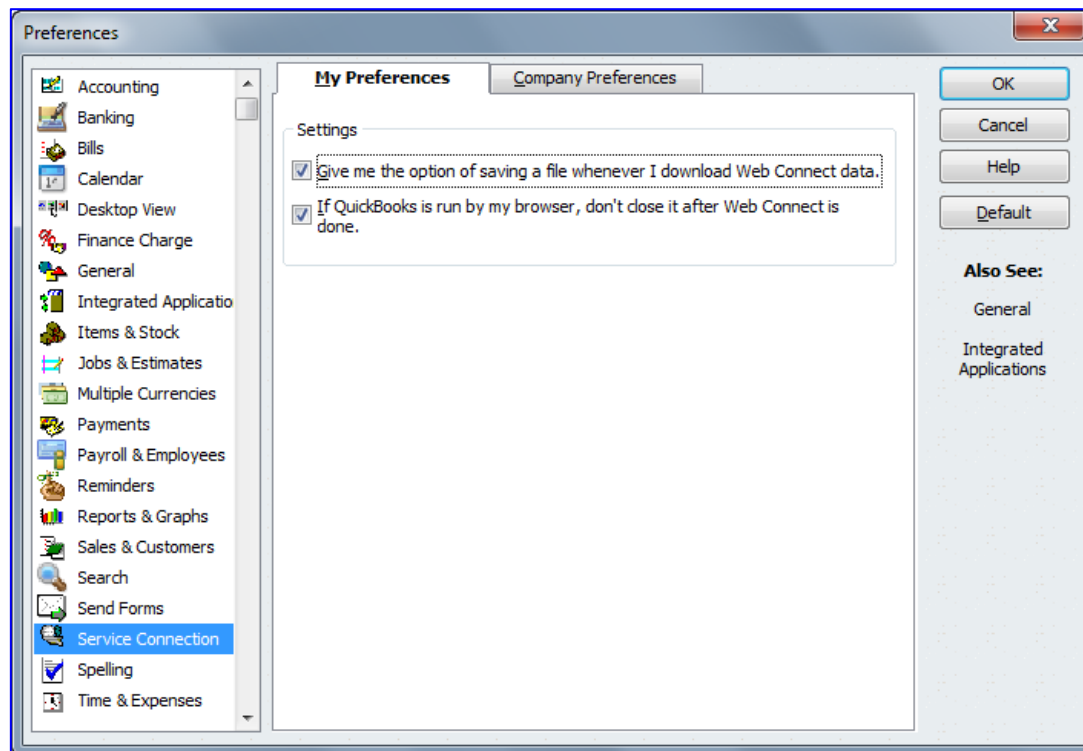 Preferences
Accounting
Banking
Bills
Calendar
Desktop View
Finance Charge
General
Integrated Applicatio
Items & Stock
Jobs & Estimates
Multiple Currencies
Payments
Payroll & Employees
Reminders
Reports & Graphs
Sales & Customers
Search
Send Forms
Service Connection
Spelling
Time & Expenses
My Preferences
Company Preferences
Settings
Give me the option of saving a file whenever I download Web Connect data.
If QuickBooks is run by my browser, don't close it after Web Connect is
done.
OK
Cancel
Help
Default
Also See:
General
Integrated
Applications